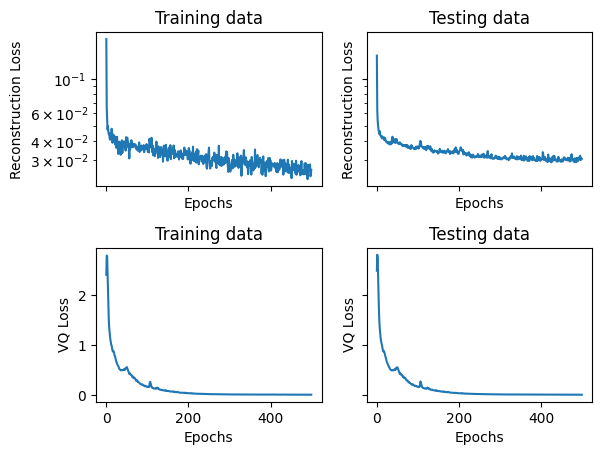 Training data
Testing data
Reconstruction Loss
10⁻¹
6 × 10⁻²
4 × 10⁻²
3 × 10⁻²
Reconstruction Loss
Epochs
Epochs
Training data
Testing data
VQ Loss
2
1
0
VQ Loss
0
200
400
0
200
400
Epochs
Epochs